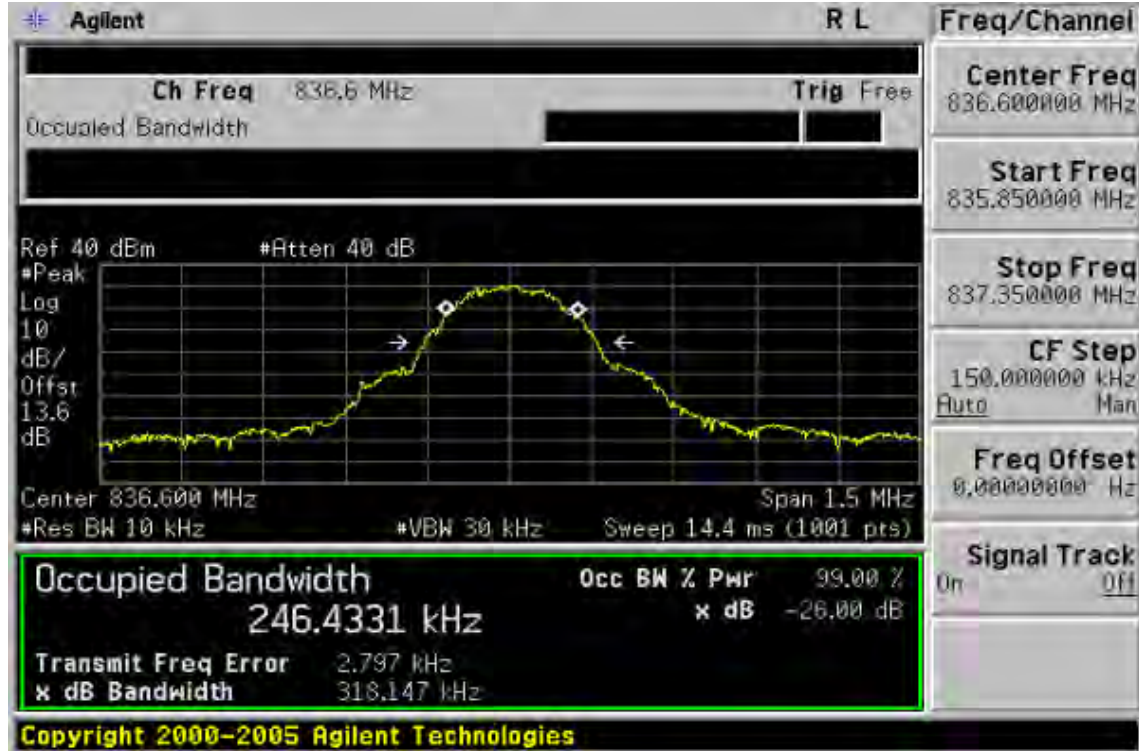 Agilent R L
Ch Freq 836.6 MHz Trig Free
Occupied Bandwidth
Ref 40 dBm #Atten 40 dB
#Peak
Log
10
dB/
Offst
13.6
dB
Center 836.600 MHz Span 1.5 MHz
#Res BW 10 kHz #VBW 30 kHz Sweep 14.4 ms (1001 pts)
Occupied Bandwidth Occ BW % Pwr 99.00 %
246.4331 kHz x dB -26.00 dB
Transmit Freq Error 2.797 kHz
x dB Bandwidth 318.147 kHz
Copyright 2000-2005 Agilent Technologies
Freq/Channel
Center Freq
836.600000 MHz
Start Freq
835.850000 MHz
Stop Freq
837.350000 MHz
CF Step
150.000000 kHz
Auto Man
Freq Offset
0.00000000 Hz
Signal Track
On Off